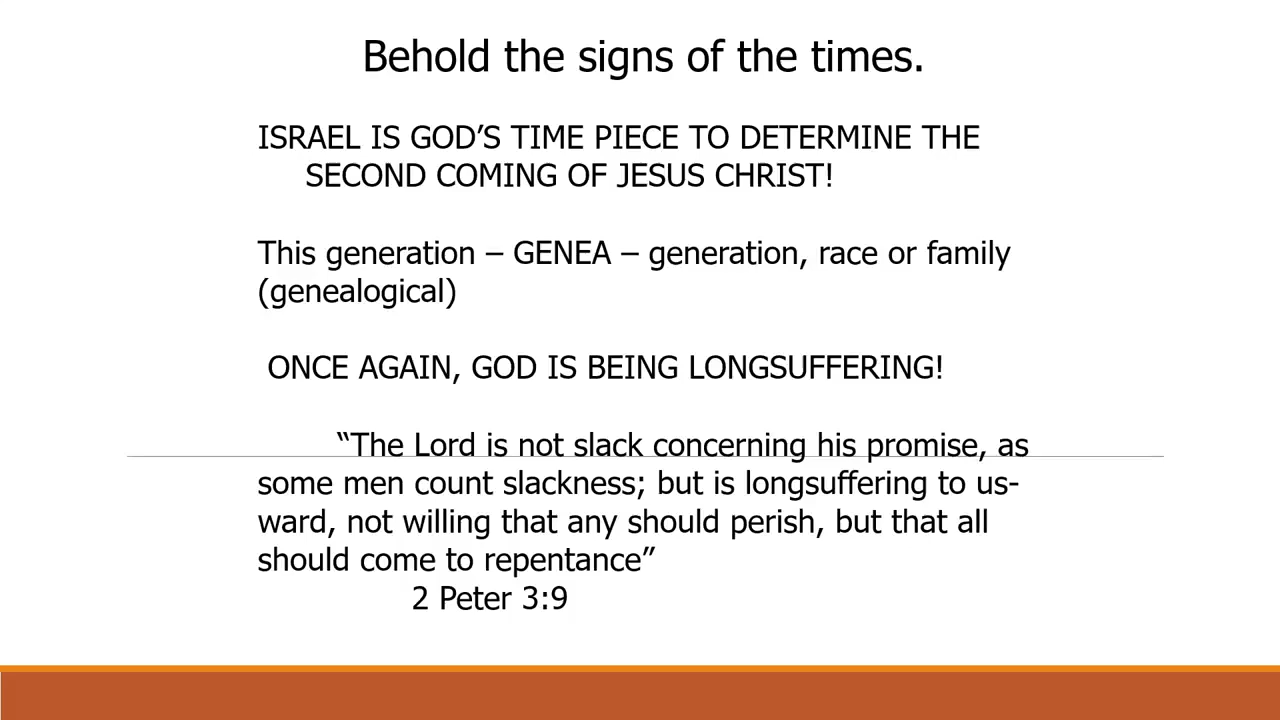 Behold the signs of the times.
ISRAEL IS GOD’S TIME PIECE TO DETERMINE THE
SECOND COMING OF JESUS CHRIST!
This generation – GENEA – generation, race or family
(genealogical)
ONCE AGAIN, GOD IS BEING LONGSUFFERING!
“The Lord is not slack concerning his promise, as
some men count slackness; but is longsuffering to us-
ward, not willing that any should perish, but that all
should come to repentance”
2 Peter 3:9